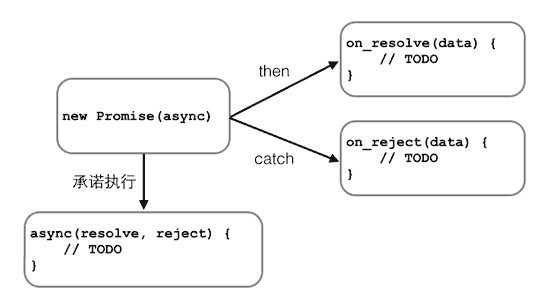 on_resolve(data) {
    // TODO
}
then
new Promise(async)
on_reject(data) {
    // TODO
}
catch
承诺执行
async(resolve, reject) {
    // TODO
}